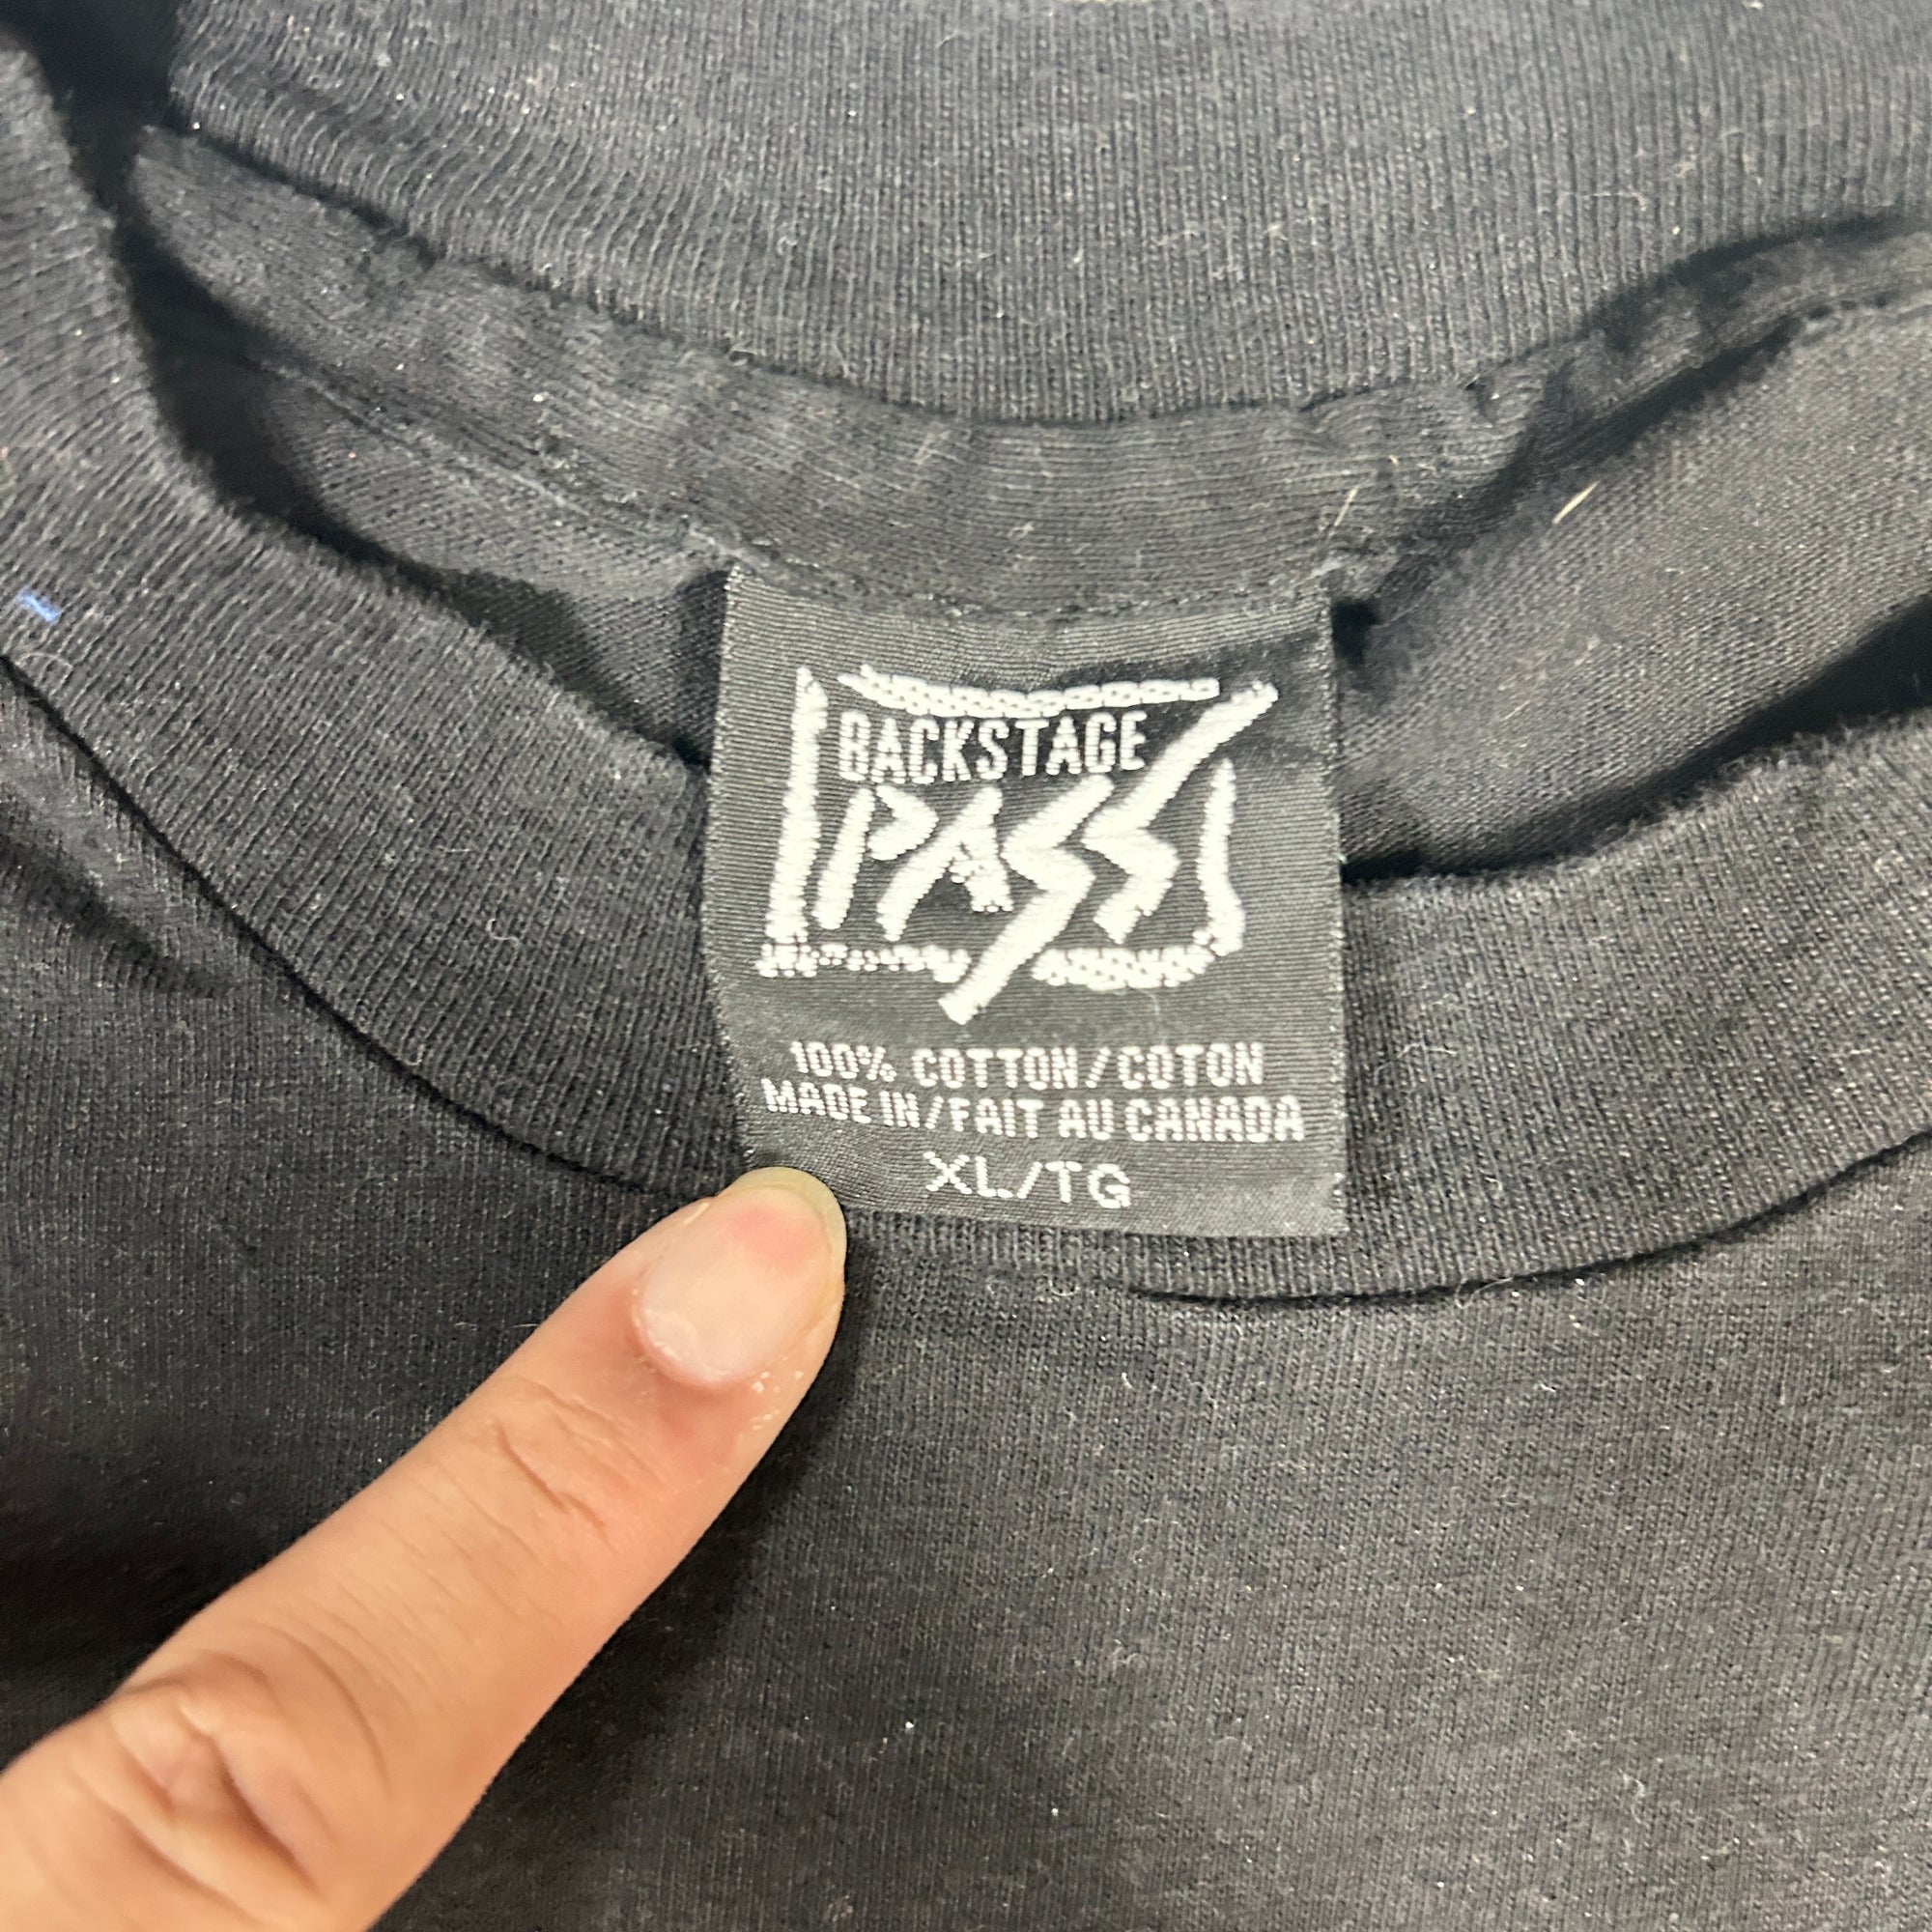 BACKSTAGE
PASS
100% COTTON/COTON
MADE IN/FAIT AU CANADA
XL/TG